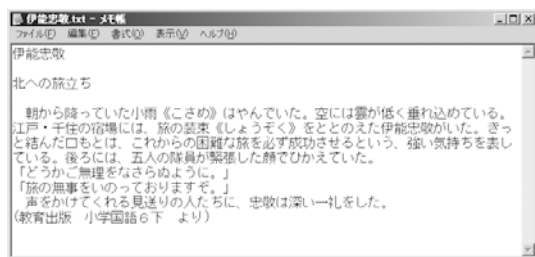 伊能忠敬.txt - メモ帳
ファイル(F) 編集(E) 書式(O) 表示(V) ヘルプ(H)
伊能忠敬
北への旅立ち
　朝から降っていた小雨《こさめ》はやんでいた。空には雲が低く垂れ込めている。
江戸・千住の宿場には、旅の装束《しょうぞく》をととのえた伊能忠敬がいた。きっ
と結んだ口もとは、これからの困難な旅を必ず成功させるという、強い気持ちを表し
ている。後ろには、五人の隊員が緊張した顔でひかえていた。
「どうかご無理をなさらぬように。」
「旅の無事をいのっておりますぞ。」
　声をかけてくれる見送りの人たちに、忠敬は深い一礼をした。
(教育出版　小学国語６下　より)